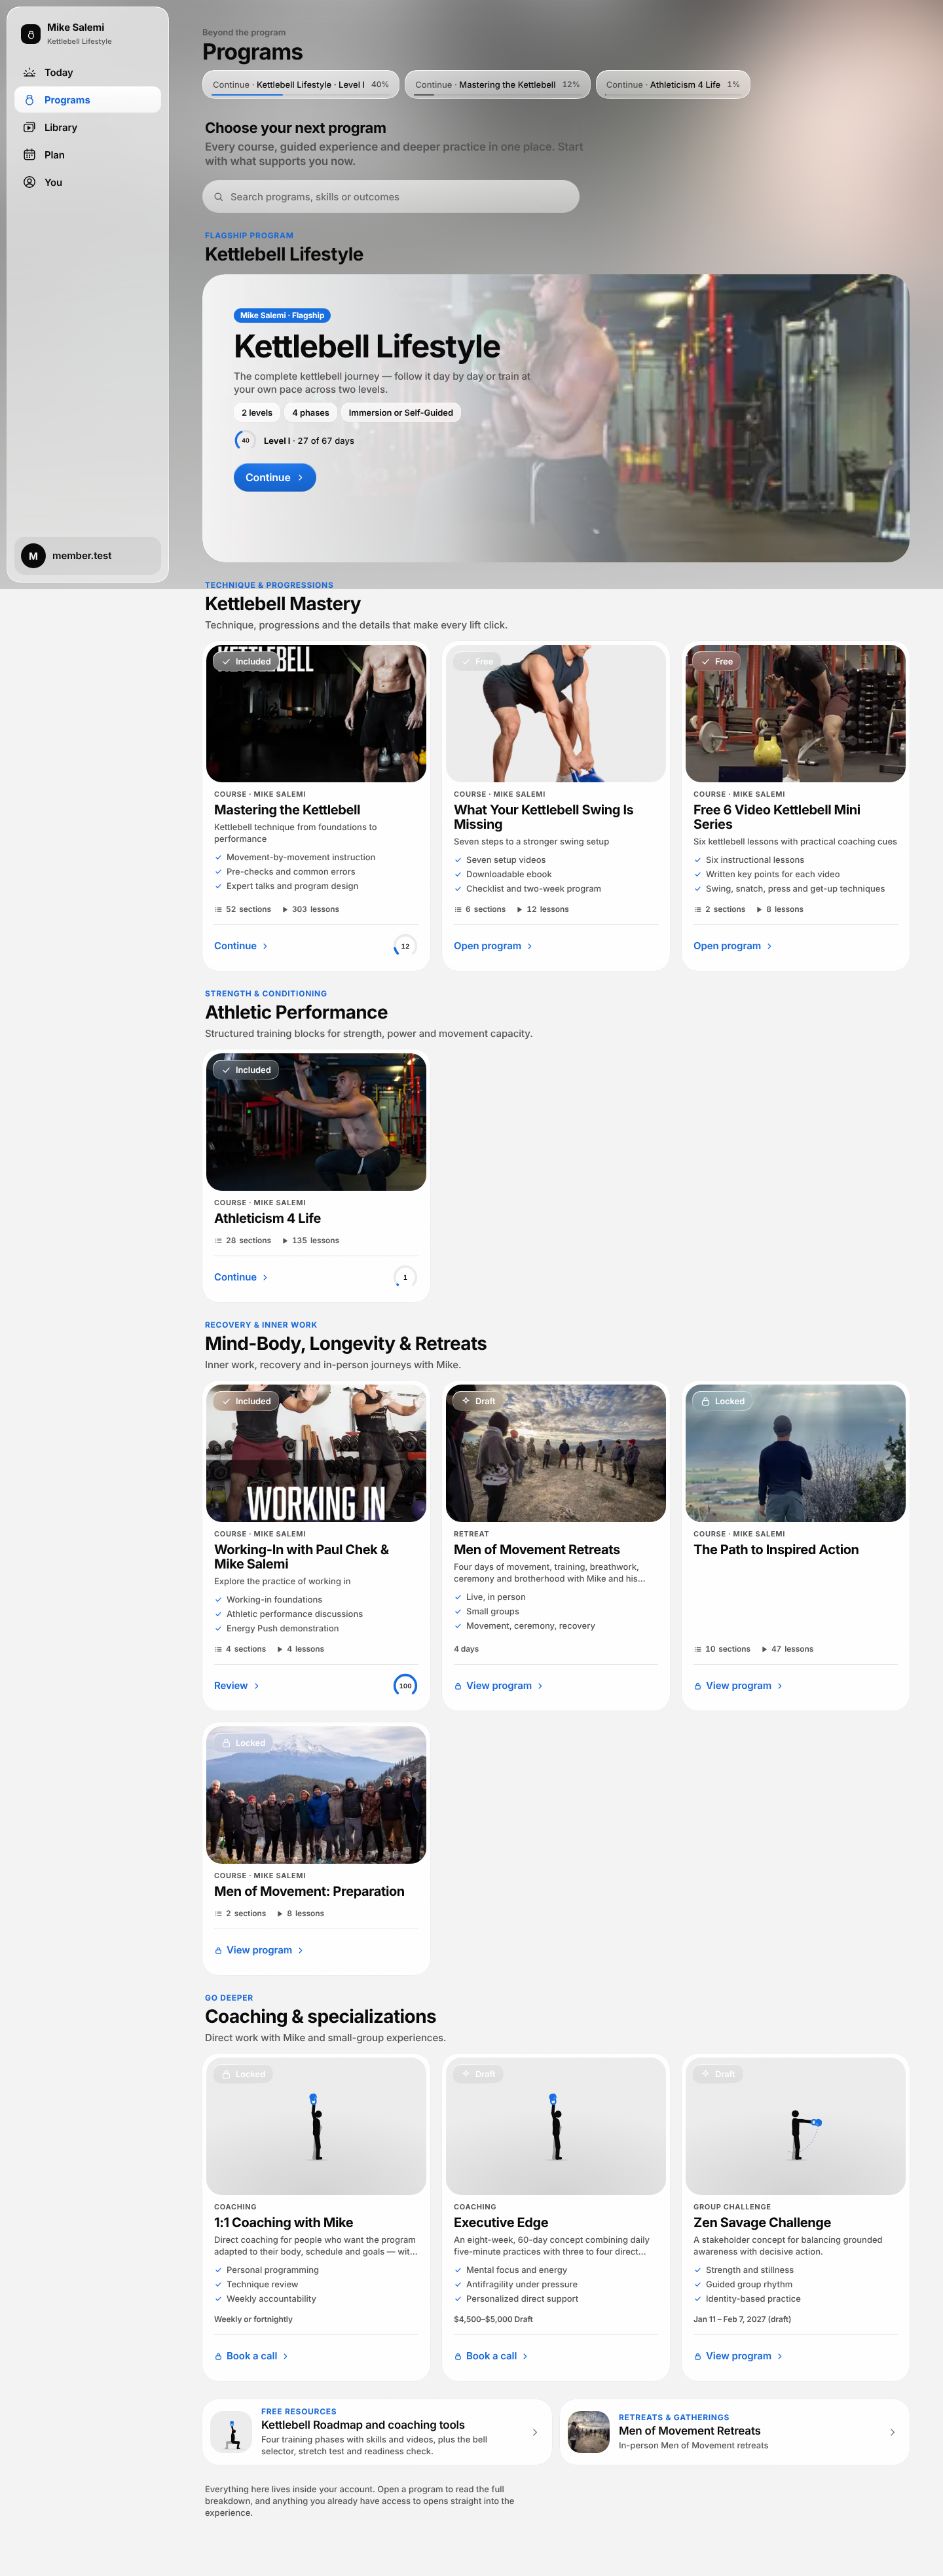 Mike Salemi
Kettlebell Lifestyle
Today
Programs
Library
Plan
You
M
member.test
Beyond the program
Programs
Continue · Kettlebell Lifestyle · Level I 40%
Continue · Mastering the Kettlebell 12%
Continue · Athleticism 4 Life 1%
Choose your next program
Every course, guided experience and deeper practice in one place. Start
with what supports you now.
Search programs, skills or outcomes
FLAGSHIP PROGRAM
Kettlebell Lifestyle
Mike Salemi · Flagship
Kettlebell Lifestyle
The complete kettlebell journey — follow it day by day or train at
your own pace across two levels.
2 levels
4 phases
Immersion or Self-Guided
40
Level I · 27 of 67 days
Continue
TECHNIQUE & PROGRESSIONS
Kettlebell Mastery
Technique, progressions and the details that make every lift click.
KETTLEBELL
Included
COURSE · MIKE SALEMI
Mastering the Kettlebell
Kettlebell technique from foundations to
performance
Movement-by-movement instruction
Pre-checks and common errors
Expert talks and program design
52 sections
303 lessons
Continue
12
Free
COURSE · MIKE SALEMI
What Your Kettlebell Swing Is
Missing
Seven steps to a stronger swing setup
Seven setup videos
Downloadable ebook
Checklist and two-week program
6 sections
12 lessons
Open program
Free
COURSE · MIKE SALEMI
Free 6 Video Kettlebell Mini
Series
Six kettlebell lessons with practical coaching cues
Six instructional lessons
Written key points for each video
Swing, snatch, press and get-up techniques
2 sections
8 lessons
Open program
STRENGTH & CONDITIONING
Athletic Performance
Structured training blocks for strength, power and movement capacity.
Included
COURSE · MIKE SALEMI
Athleticism 4 Life
28 sections
135 lessons
Continue
1
RECOVERY & INNER WORK
Mind-Body, Longevity & Retreats
Inner work, recovery and in-person journeys with Mike.
Included
WORKING IN
COURSE · MIKE SALEMI
Working-In with Paul Chek &
Mike Salemi
Explore the practice of working in
Working-in foundations
Athletic performance discussions
Energy Push demonstration
4 sections
4 lessons
Review
100
Draft
RETREAT
Men of Movement Retreats
Four days of movement, training, breathwork,
ceremony and brotherhood with Mike and his...
Live, in person
Small groups
Movement, ceremony, recovery
4 days
View program
Locked
COURSE · MIKE SALEMI
The Path to Inspired Action
10 sections
47 lessons
View program
Locked
COURSE · MIKE SALEMI
Men of Movement: Preparation
2 sections
8 lessons
View program
GO DEEPER
Coaching & specializations
Direct work with Mike and small-group experiences.
Locked
COACHING
1:1 Coaching with Mike
Direct coaching for people who want the program
adapted to their body, schedule and goals — wit...
Personal programming
Technique review
Weekly accountability
Weekly or fortnightly
Book a call
Draft
COACHING
Executive Edge
An eight-week, 60-day concept combining daily
five-minute practices with three to four direct...
Mental focus and energy
Antifragility under pressure
Personalized direct support
$4,500–$5,000 Draft
Book a call
Draft
GROUP CHALLENGE
Zen Savage Challenge
A stakeholder concept for balancing grounded
awareness with decisive action.
Strength and stillness
Guided group rhythm
Identity-based practice
Jan 11 – Feb 7, 2027 (draft)
View program
FREE RESOURCES
Kettlebell Roadmap and coaching tools
Four training phases with skills and videos, plus the bell
selector, stretch test and readiness check.
RETREATS & GATHERINGS
Men of Movement Retreats
In-person Men of Movement retreats
Everything here lives inside your account. Open a program to read the full
breakdown, and anything you already have access to opens straight into the
experience.